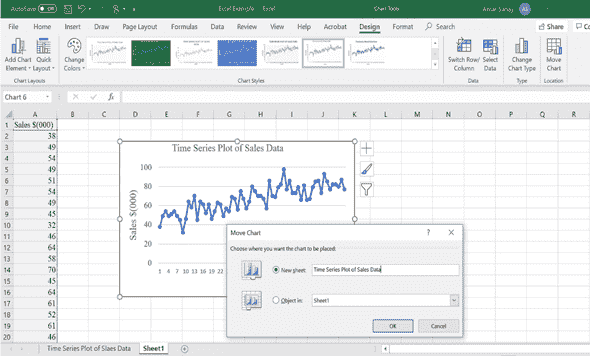 AutoSave Off Excel Example Excel Chart Tools Amar Sahay AS
File Home Insert Draw Page Layout Formulas Data Review View Help Acrobat Design Format Search Share
Add Chart Element Quick Layout Change Colors Switch Row/ Column Select Data Change Chart Type Move Chart
Chart Layouts Chart Styles Data Type Location
Chart 6 fx
A B C D E F G H I J K L M N O P Q R
1 Sales $(000)
2 38
3 49
4 54
5 49
6 51
7 54
8 49
9 45
10 32
11 46
12 64
13 58
14 70
15 45
16 64
17 61
18 52
19 61
20 46
Time Series Plot of Sales Data
Sales $(000)
100
80
60
40
20
0
1 4 7 10 13 16 19 22
Move Chart ? ×
Choose where you want the chart to be placed:
New sheet: Time Series Plot of Sales Data
Object in: Sheet1
OK Cancel
Time Series Plot of Slaes Data Sheet1